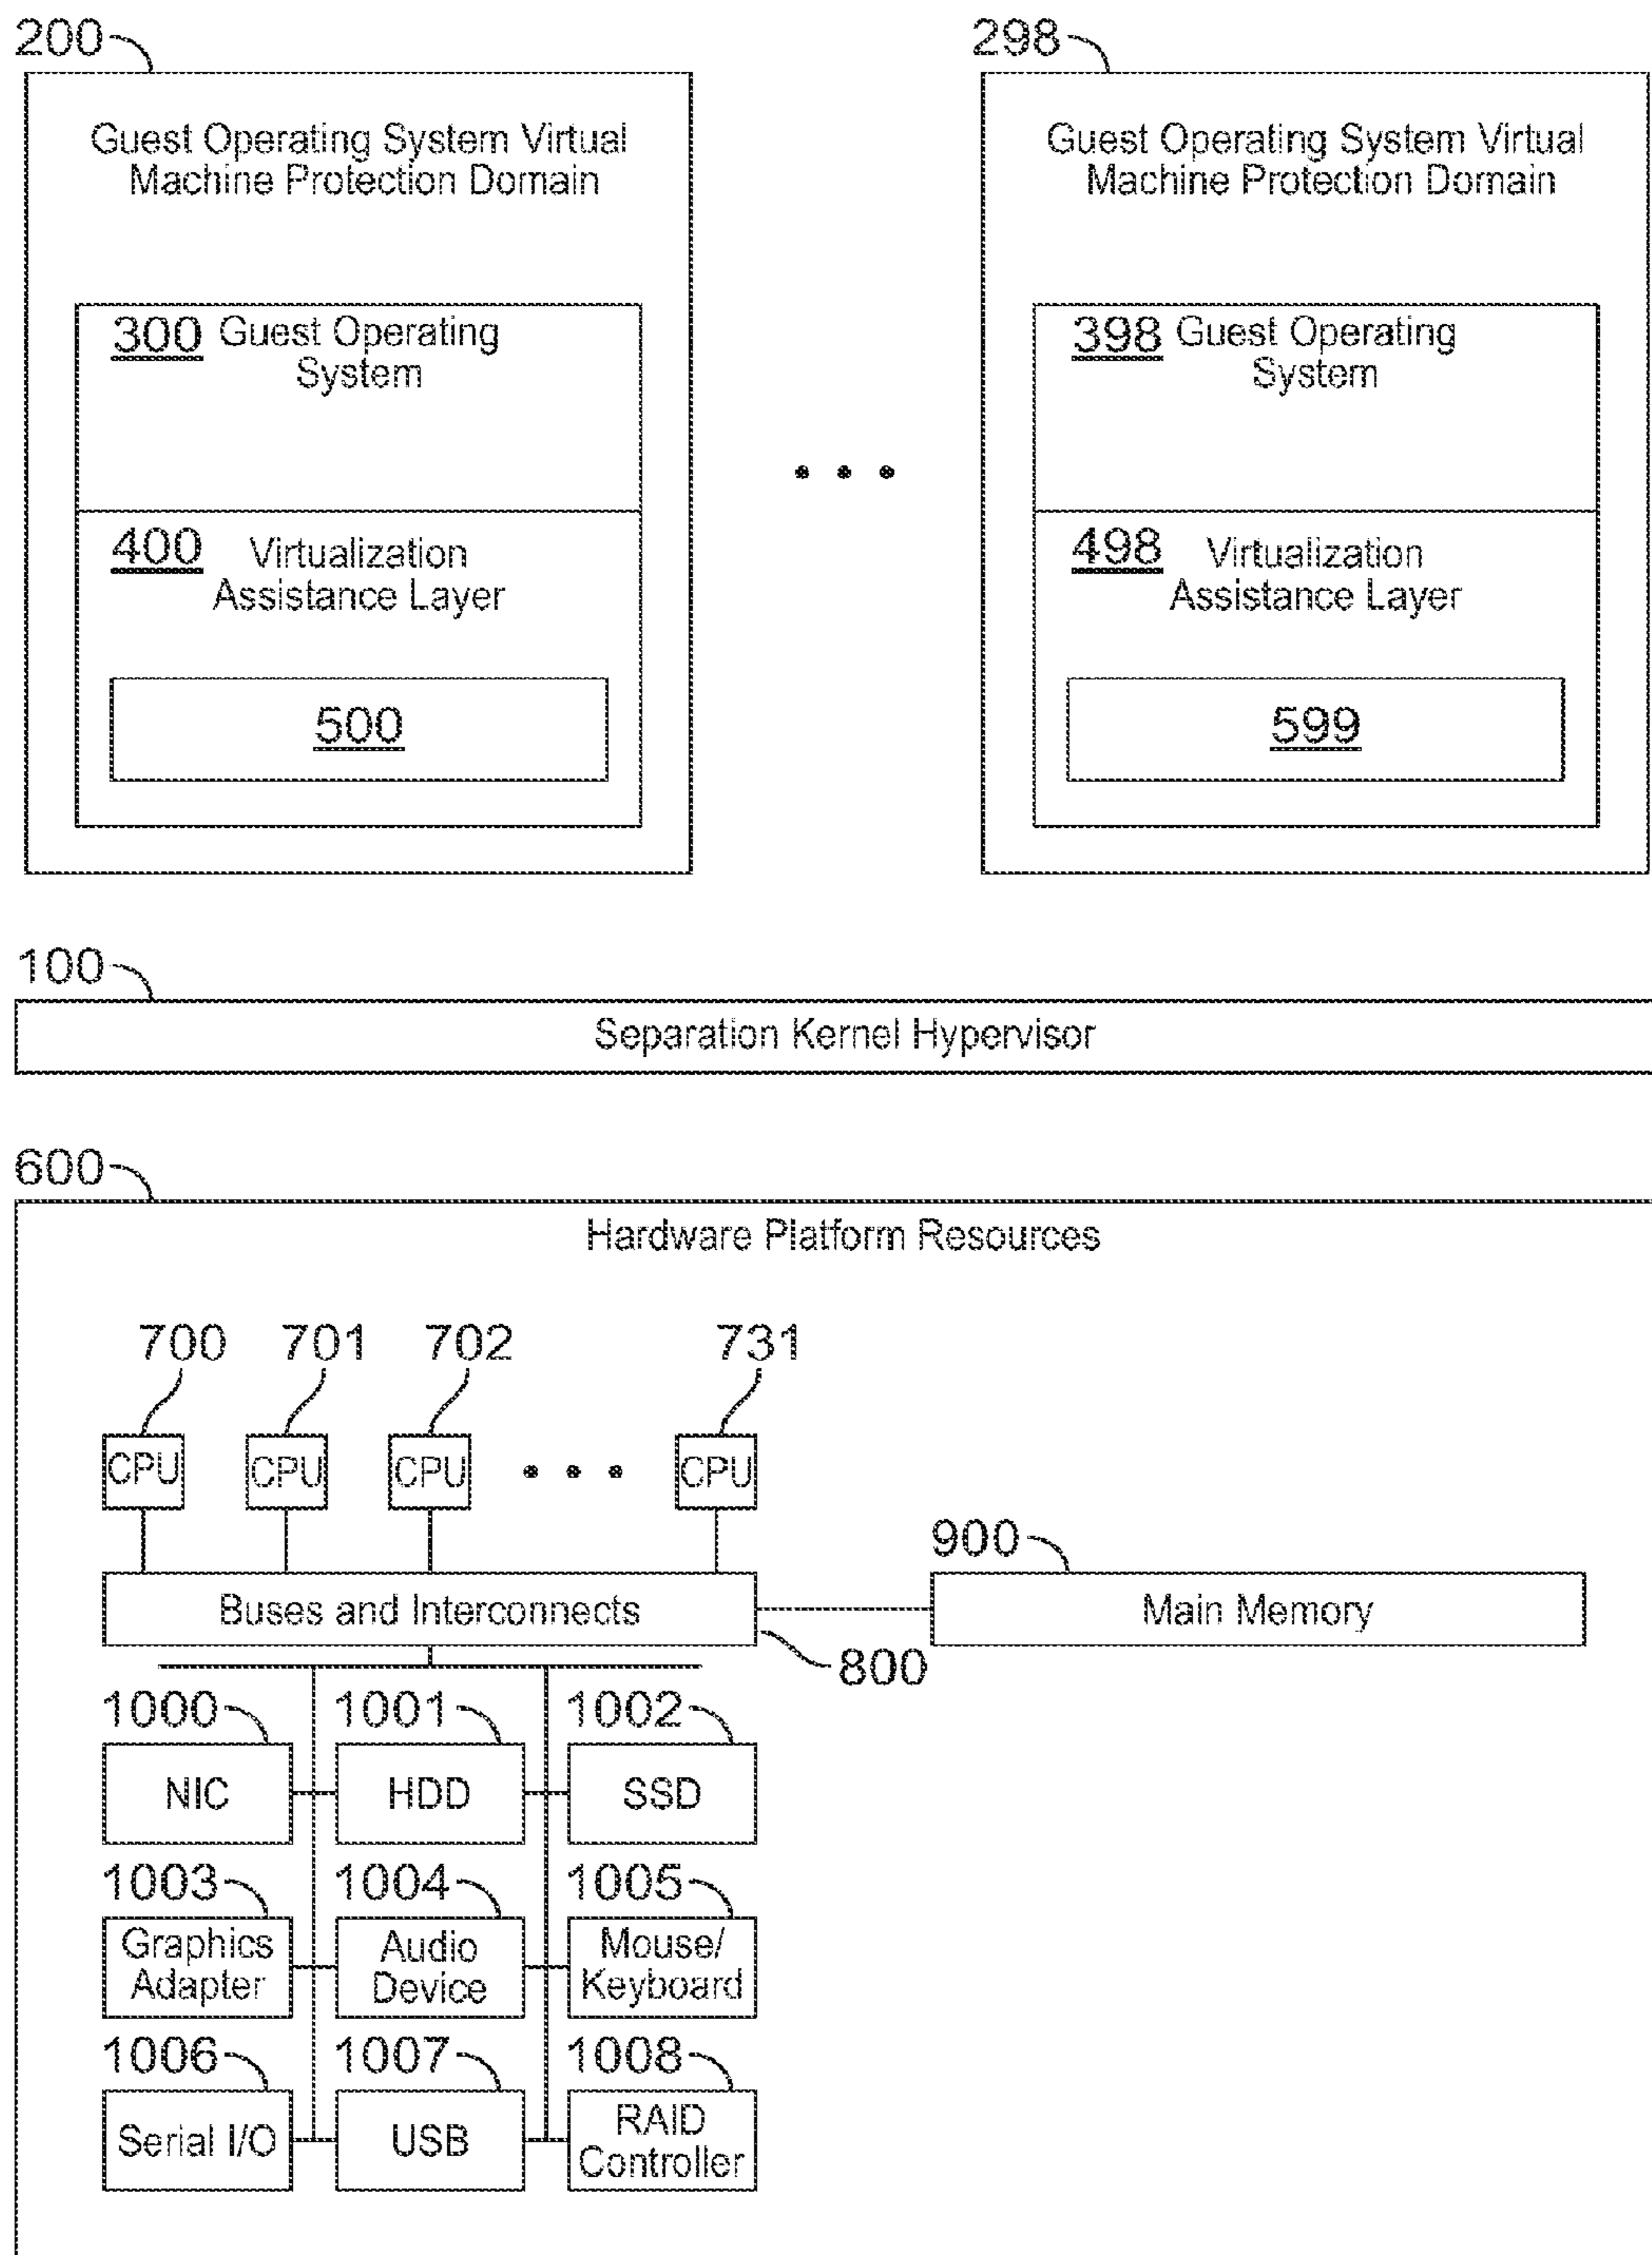 200
298
Guest Operating System Virtual
Machine Protection Domain
300 Guest Operating
System
400 Virtualization
Assistance Layer
500
Guest Operating System Virtual
Machine Protection Domain
398 Guest Operating
System
498 Virtualization
Assistance Layer
599
100
Separation Kernel Hypervisor
600
Hardware Platform Resources
700 701 702 731
CPU CPU CPU CPU
900
Buses and Interconnects
Main Memory
800
1000 1001 1002
NIC HDD SSD
1003 1004 1005
Graphics
Adapter
Audio
Device
Mouse/
Keyboard
1006 1007 1008
Serial I/O
USB
RAID
Controller